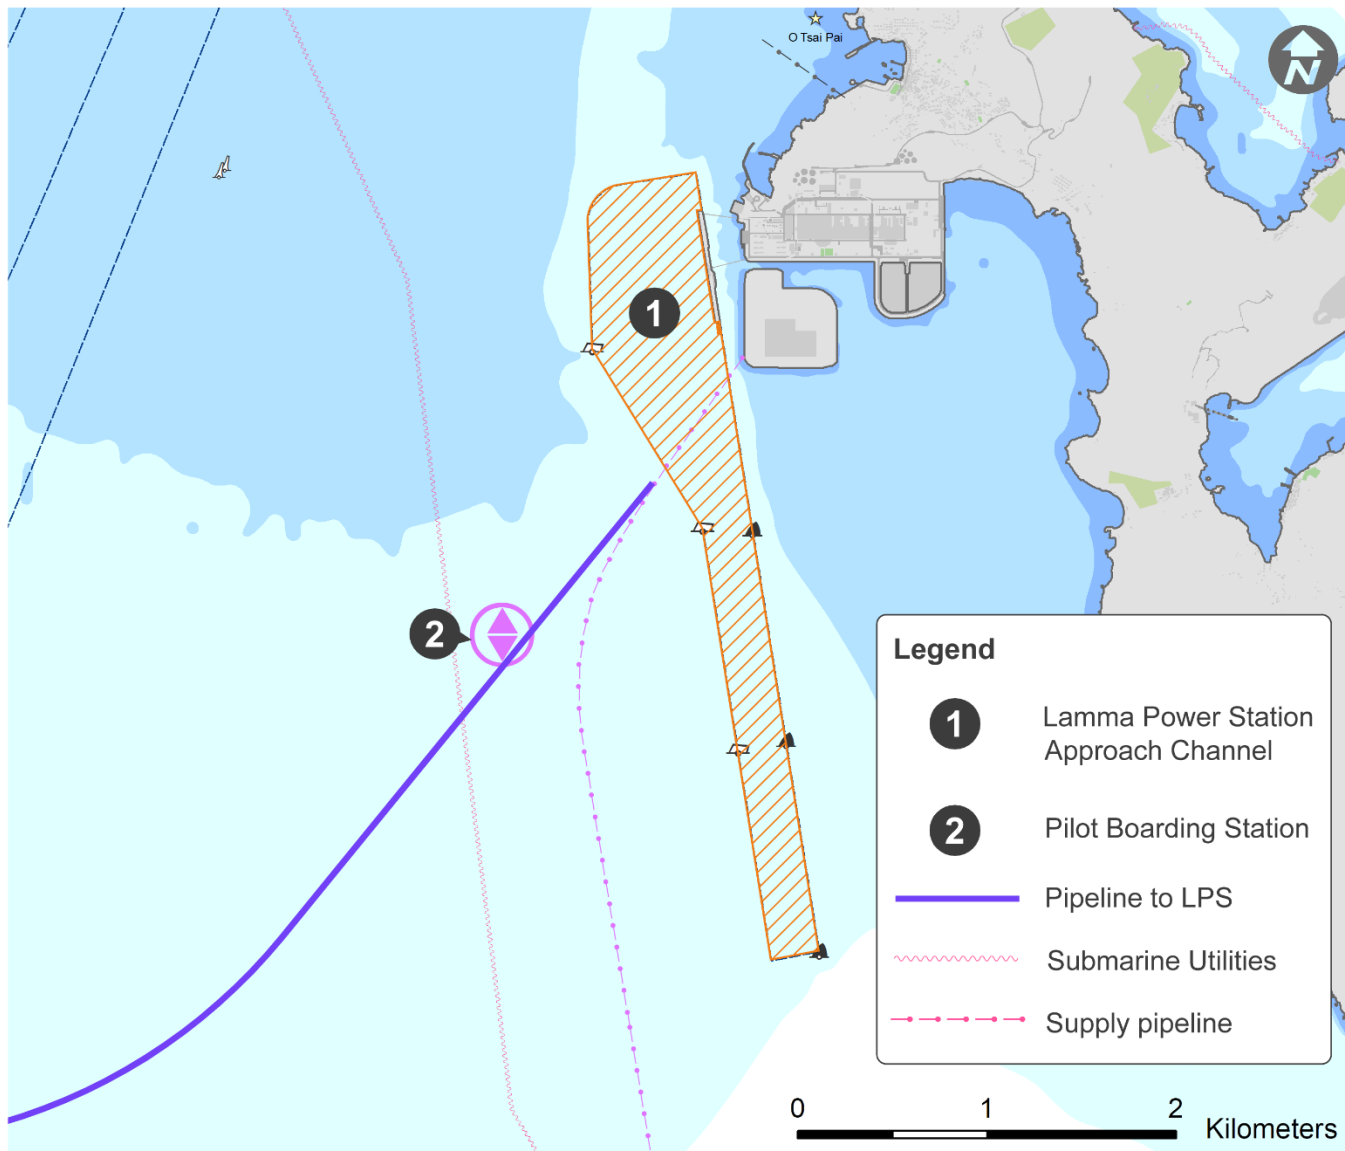 O Tsai Pai
N
1
2
Legend
1 Lamma Power Station
Approach Channel
2 Pilot Boarding Station
Pipeline to LPS
Submarine Utilities
Supply pipeline
0 1 2
Kilometers